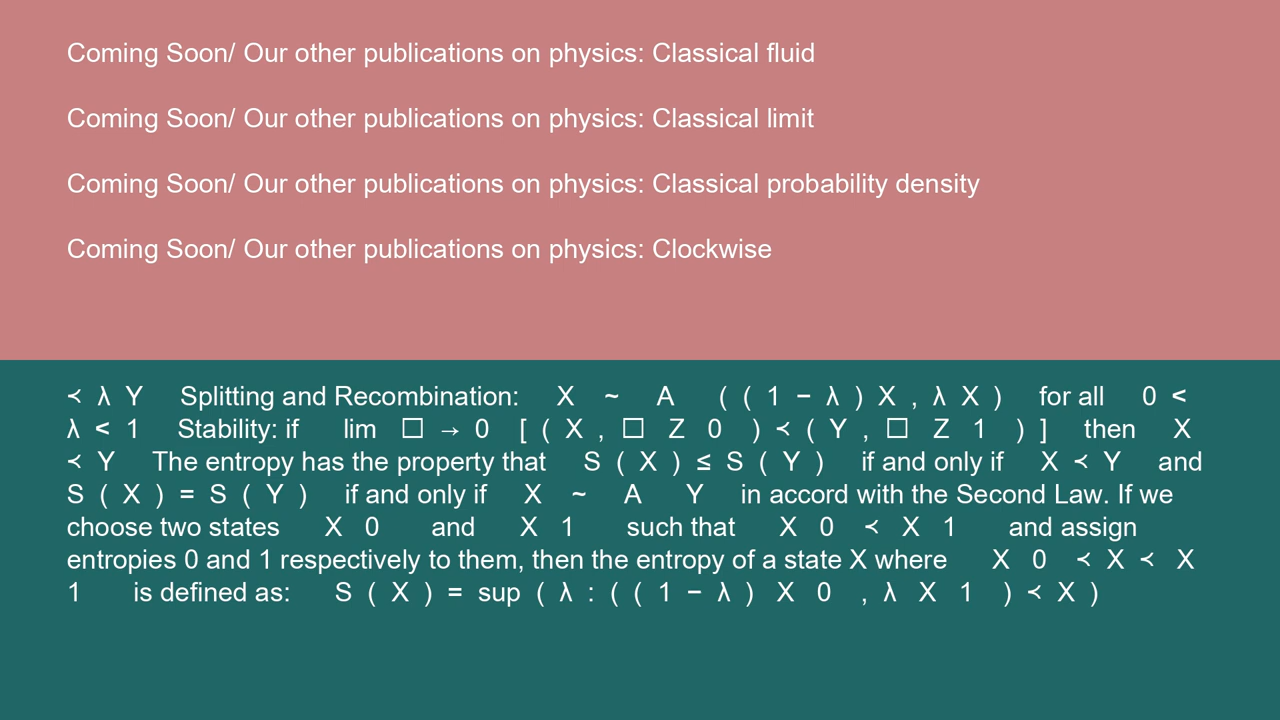 Coming Soon/ Our other publications on physics: Classical fluid
Coming Soon/ Our other publications on physics: Classical limit
Coming Soon/ Our other publications on physics: Classical probability density
Coming Soon/ Our other publications on physics: Clockwise
≺ λ Y Splitting and Recombination: X ~ A ( ( 1 − λ ) X , λ X ) for all 0 <
λ < 1 Stability: if lim □ → 0 [ ( X , □ Z 0 ) ≺ ( Y , □ Z 1 ) ] then X
≺ Y The entropy has the property that S ( X ) ≤ S ( Y ) if and only if X ≺ Y and
S ( X ) = S ( Y ) if and only if X ~ A Y in accord with the Second Law. If we
choose two states X 0 and X 1 such that X 0 ≺ X 1 and assign
entropies 0 and 1 respectively to them, then the entropy of a state X where X 0 ≺ X ≺ X
1 is defined as: S ( X ) = sup ( λ : ( ( 1 − λ ) X 0 , λ X 1 ) ≺ X )